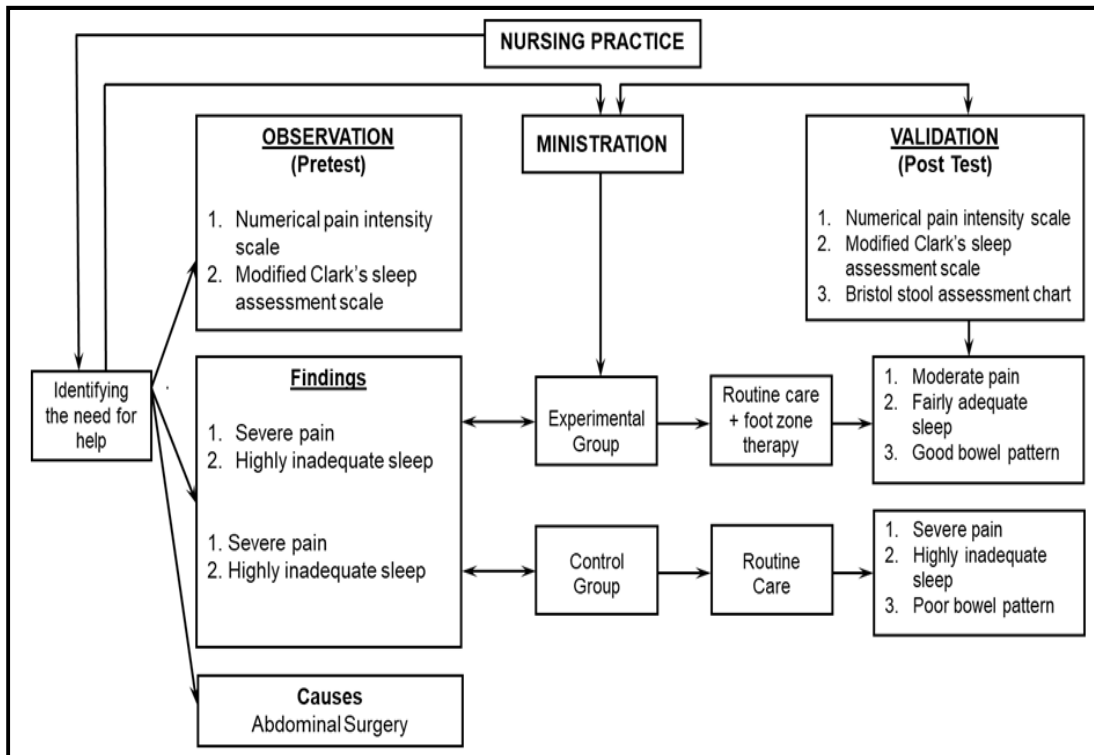 NURSING PRACTICE
OBSERVATION
(Pretest)
1. Numerical pain intensity
scale
2. Modified Clark's sleep
assessment scale
MINISTRATION
VALIDATION
(Post Test)
1. Numerical pain intensity scale
2. Modified Clark's sleep
assessment scale
3. Bristol stool assessment chart
Identifying
the need for
help
Findings
1. Severe pain
2. Highly inadequate sleep
1. Severe pain
2. Highly inadequate sleep
Experimental
Group
Routine care
+ foot zone
therapy
1. Moderate pain
2. Fairly adequate
sleep
3. Good bowel pattern
Control
Group
Routine
Care
1. Severe pain
2. Highly inadequate
sleep
3. Poor bowel pattern
Causes
Abdominal Surgery